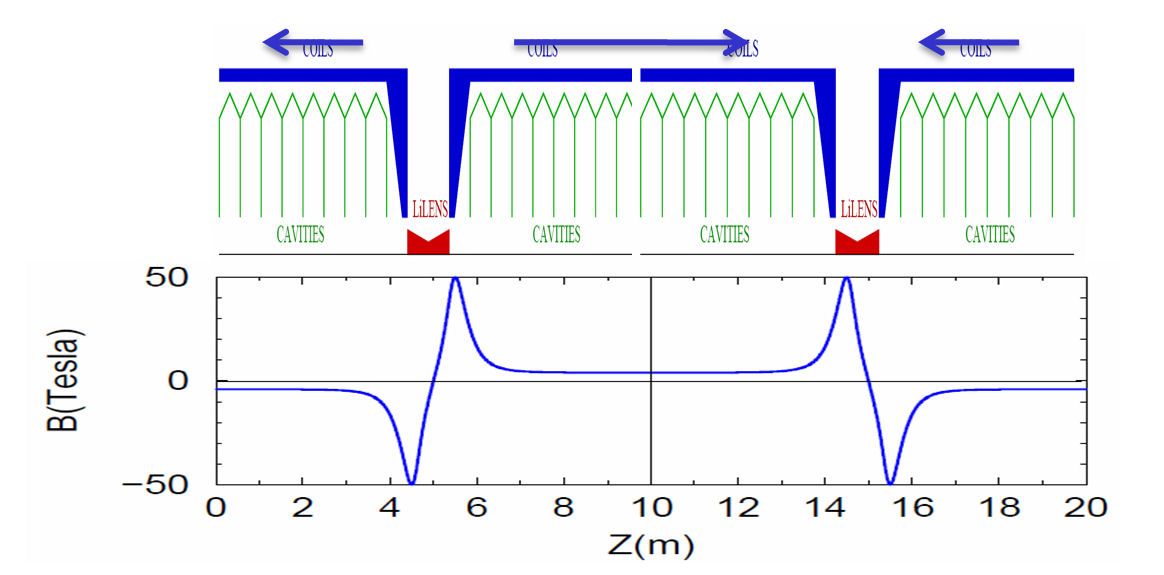 COILS COILS COILS COILS
LiLENS LiLENS
CAVITIES CAVITIES CAVITIES CAVITIES
50
0
−50
B(Tesla)
0 2 4 6 8 10 12 14 16 18 20
Z(m)